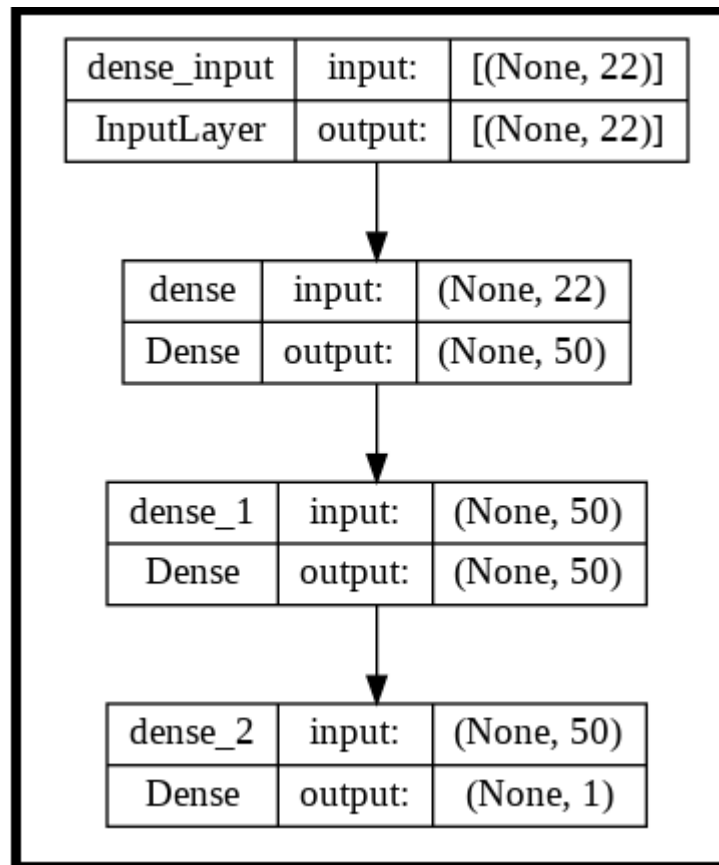 dense_input input: [(None, 22)]
InputLayer output: [(None, 22)]
dense input: (None, 22)
Dense output: (None, 50)
dense_1 input: (None, 50)
Dense output: (None, 50)
dense_2 input: (None, 50)
Dense output: (None, 1)